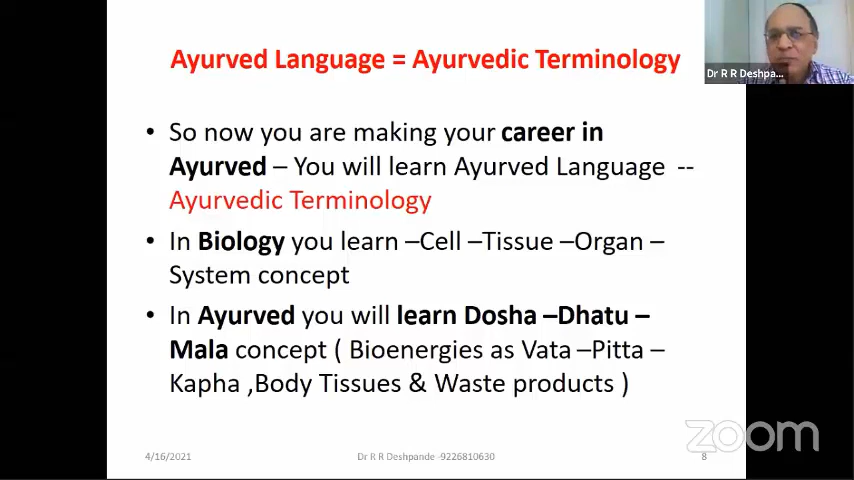 Ayurved Language = Ayurvedic Terminology
Dr R R Deshpa...
• So now you are making your career in
Ayurved – You will learn Ayurved Language --
Ayurvedic Terminology
• In Biology you learn –Cell –Tissue –Organ –
System concept
• In Ayurved you will learn Dosha –Dhatu –
Mala concept ( Bioenergies as Vata –Pitta –
Kapha ,Body Tissues & Waste products )
zoom
4/16/2021
Dr R R Deshpande -9226810630
8